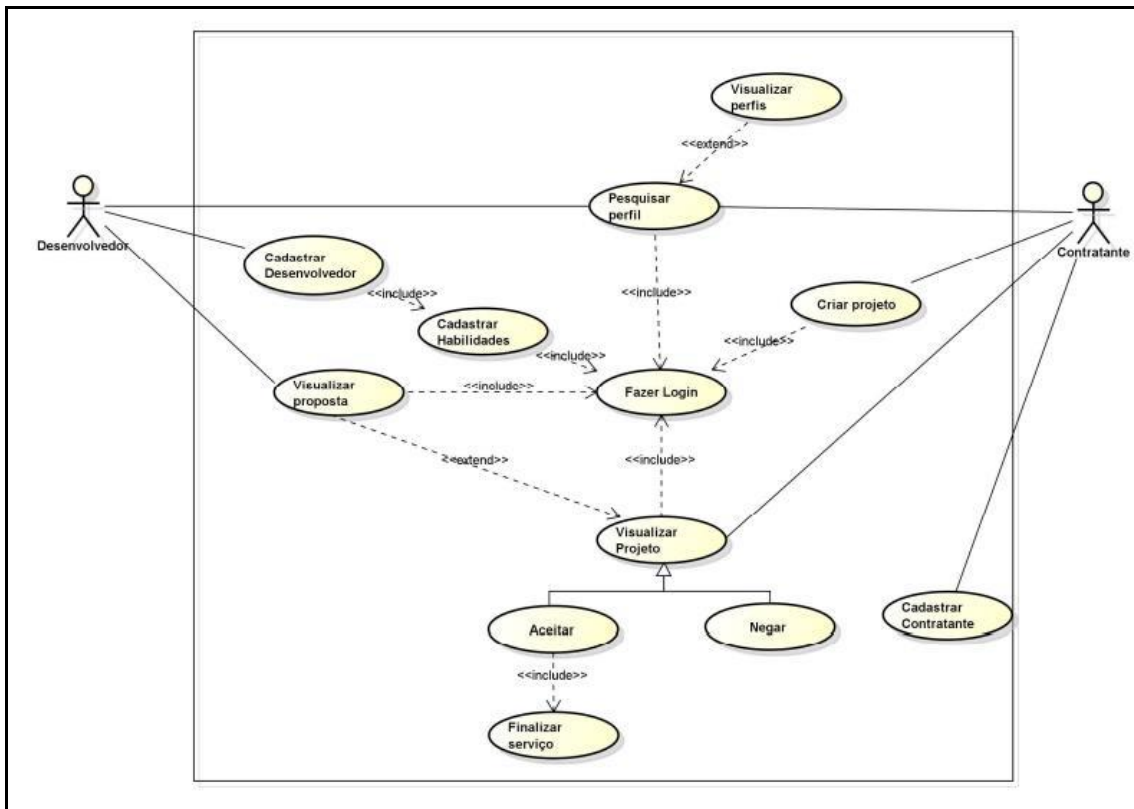 Visualizar
perfis
<<extend>>
Pesquisar
perfil
Desenvolvedor
Contratante
Cadastrar
Desenvolvedor
<<include>>
<<include>>
Criar projeto
Cadastrar
Habilidades
<<include>>
<<include>>
Visualizar
proposta
<<include>>
Fazer Login
<<extend>>
<<include>>
Visualizar
Projeto
Aceitar
Negar
Cadastrar
Contratante
<<include>>
Finalizar
serviço